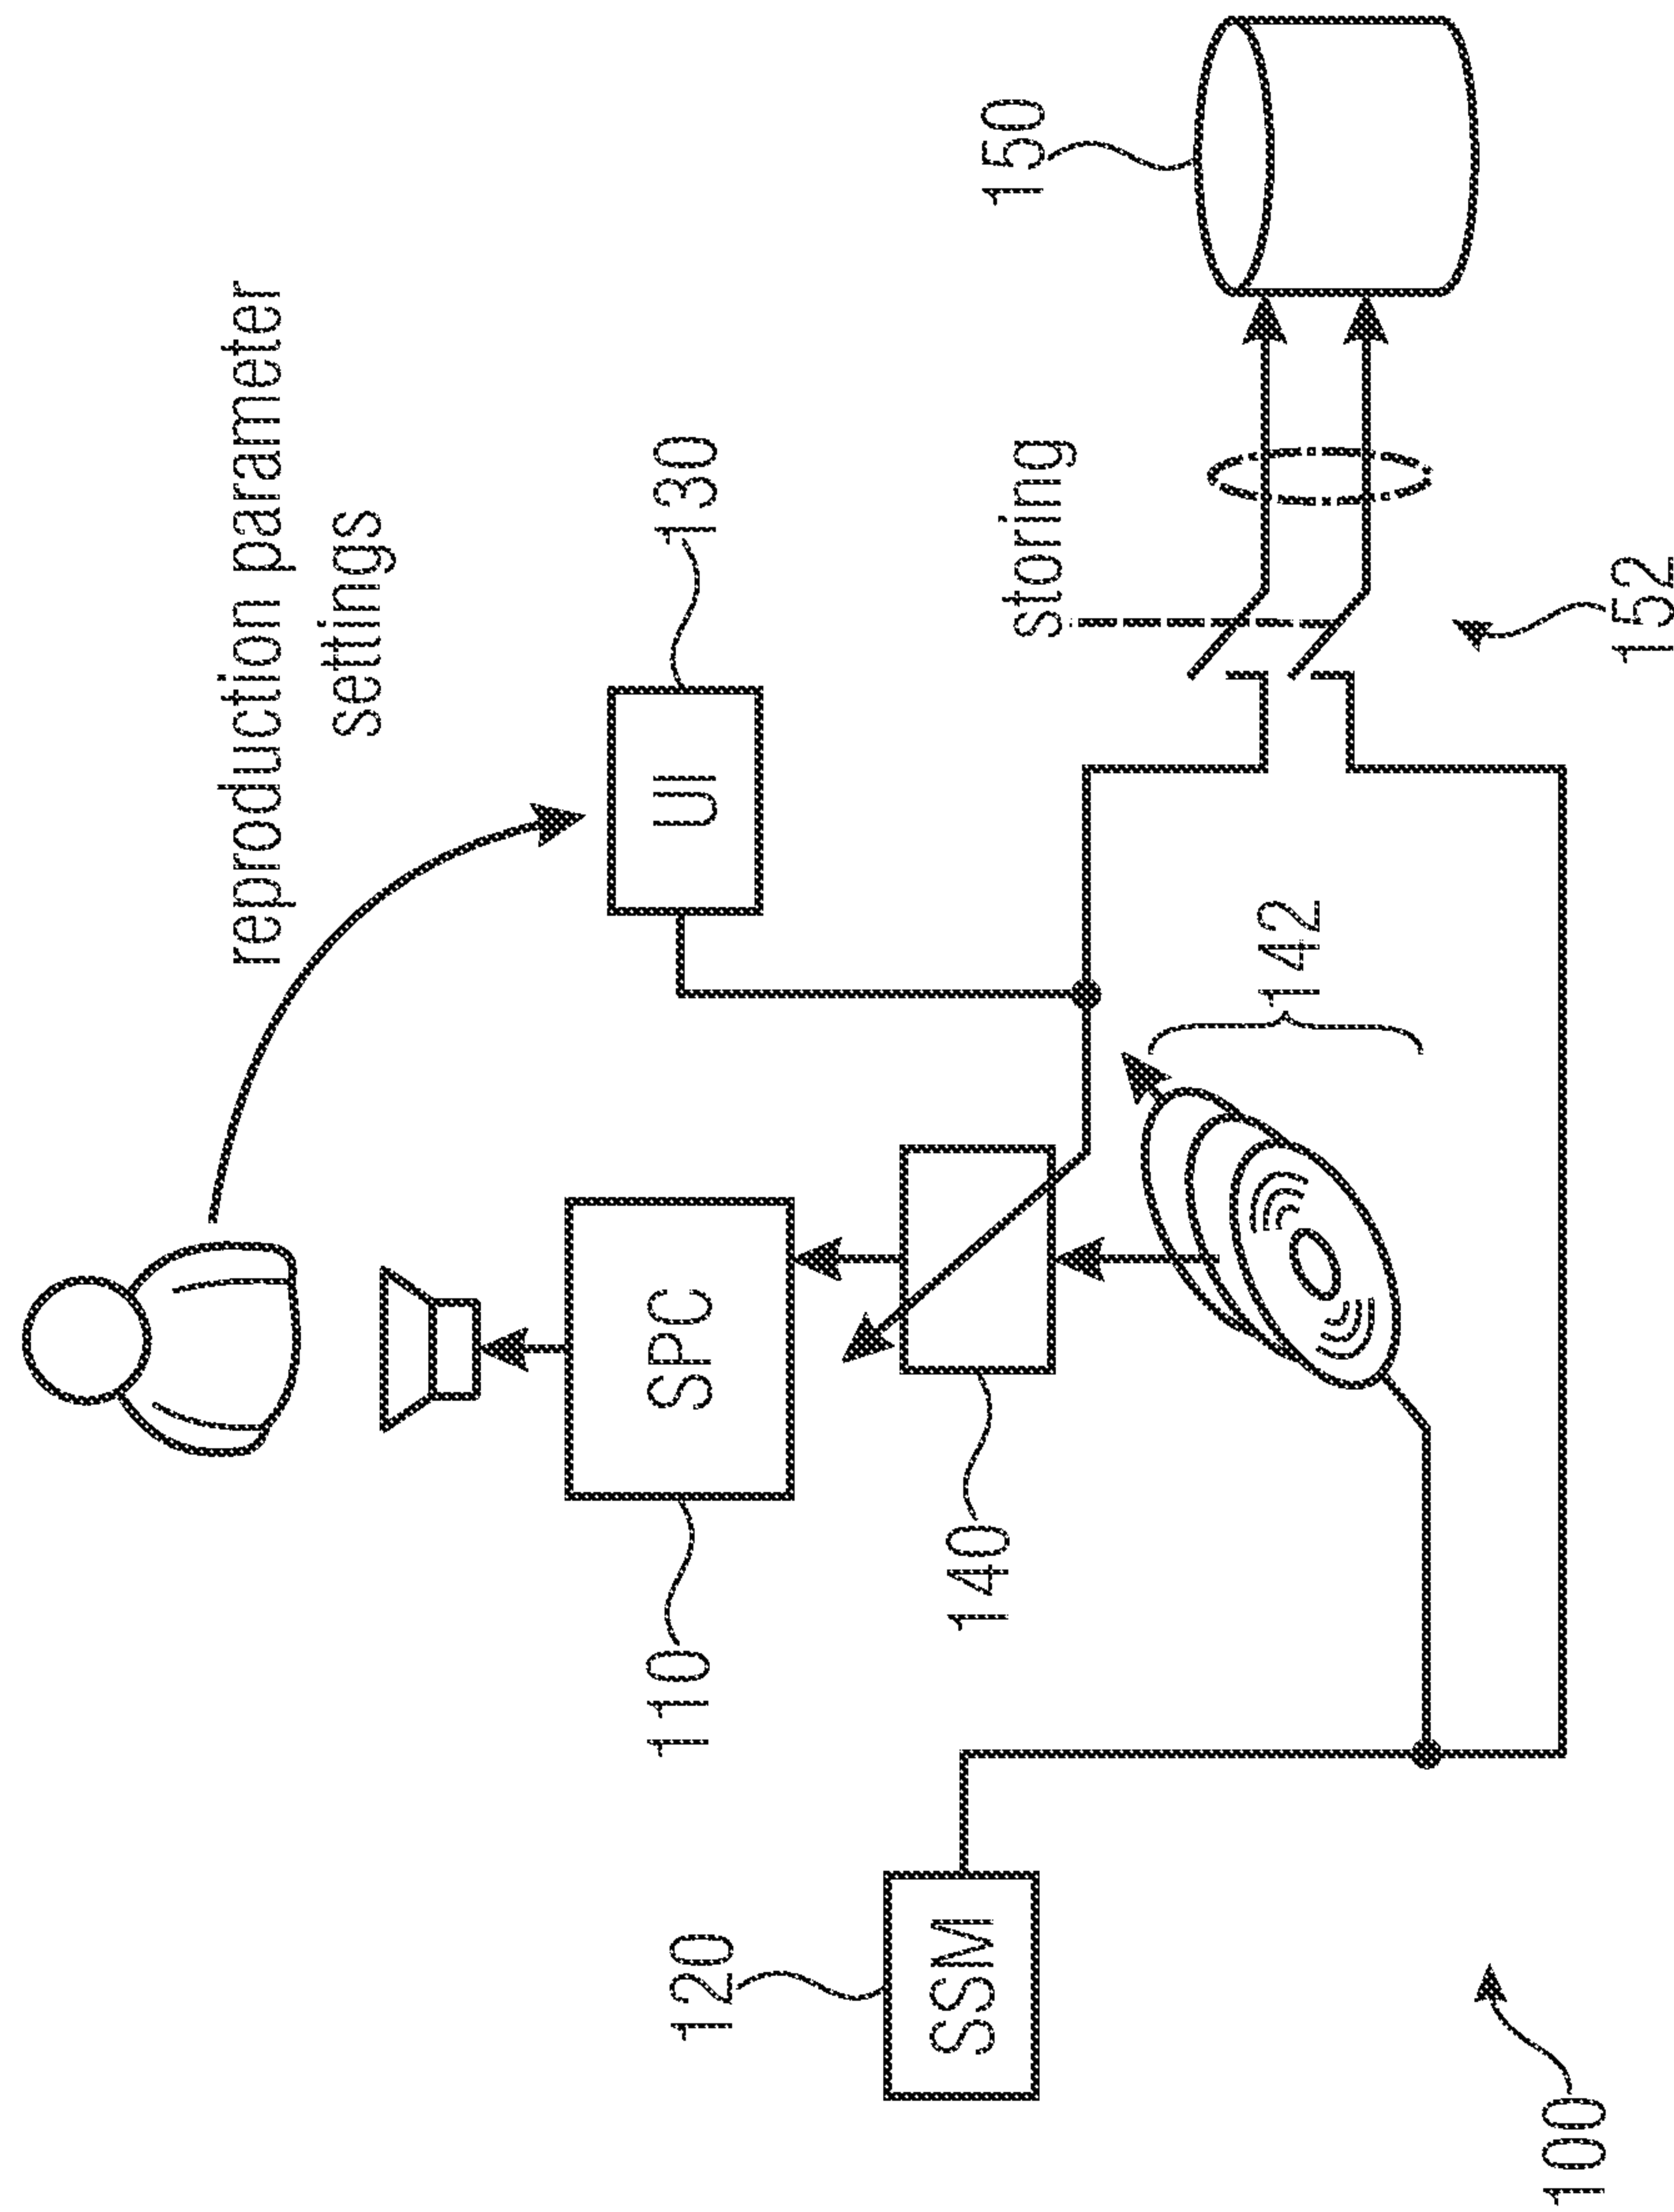 reproduction parameter
settings
130
UI
150
storing
152
142
SPC
110
140
120
SSM
100